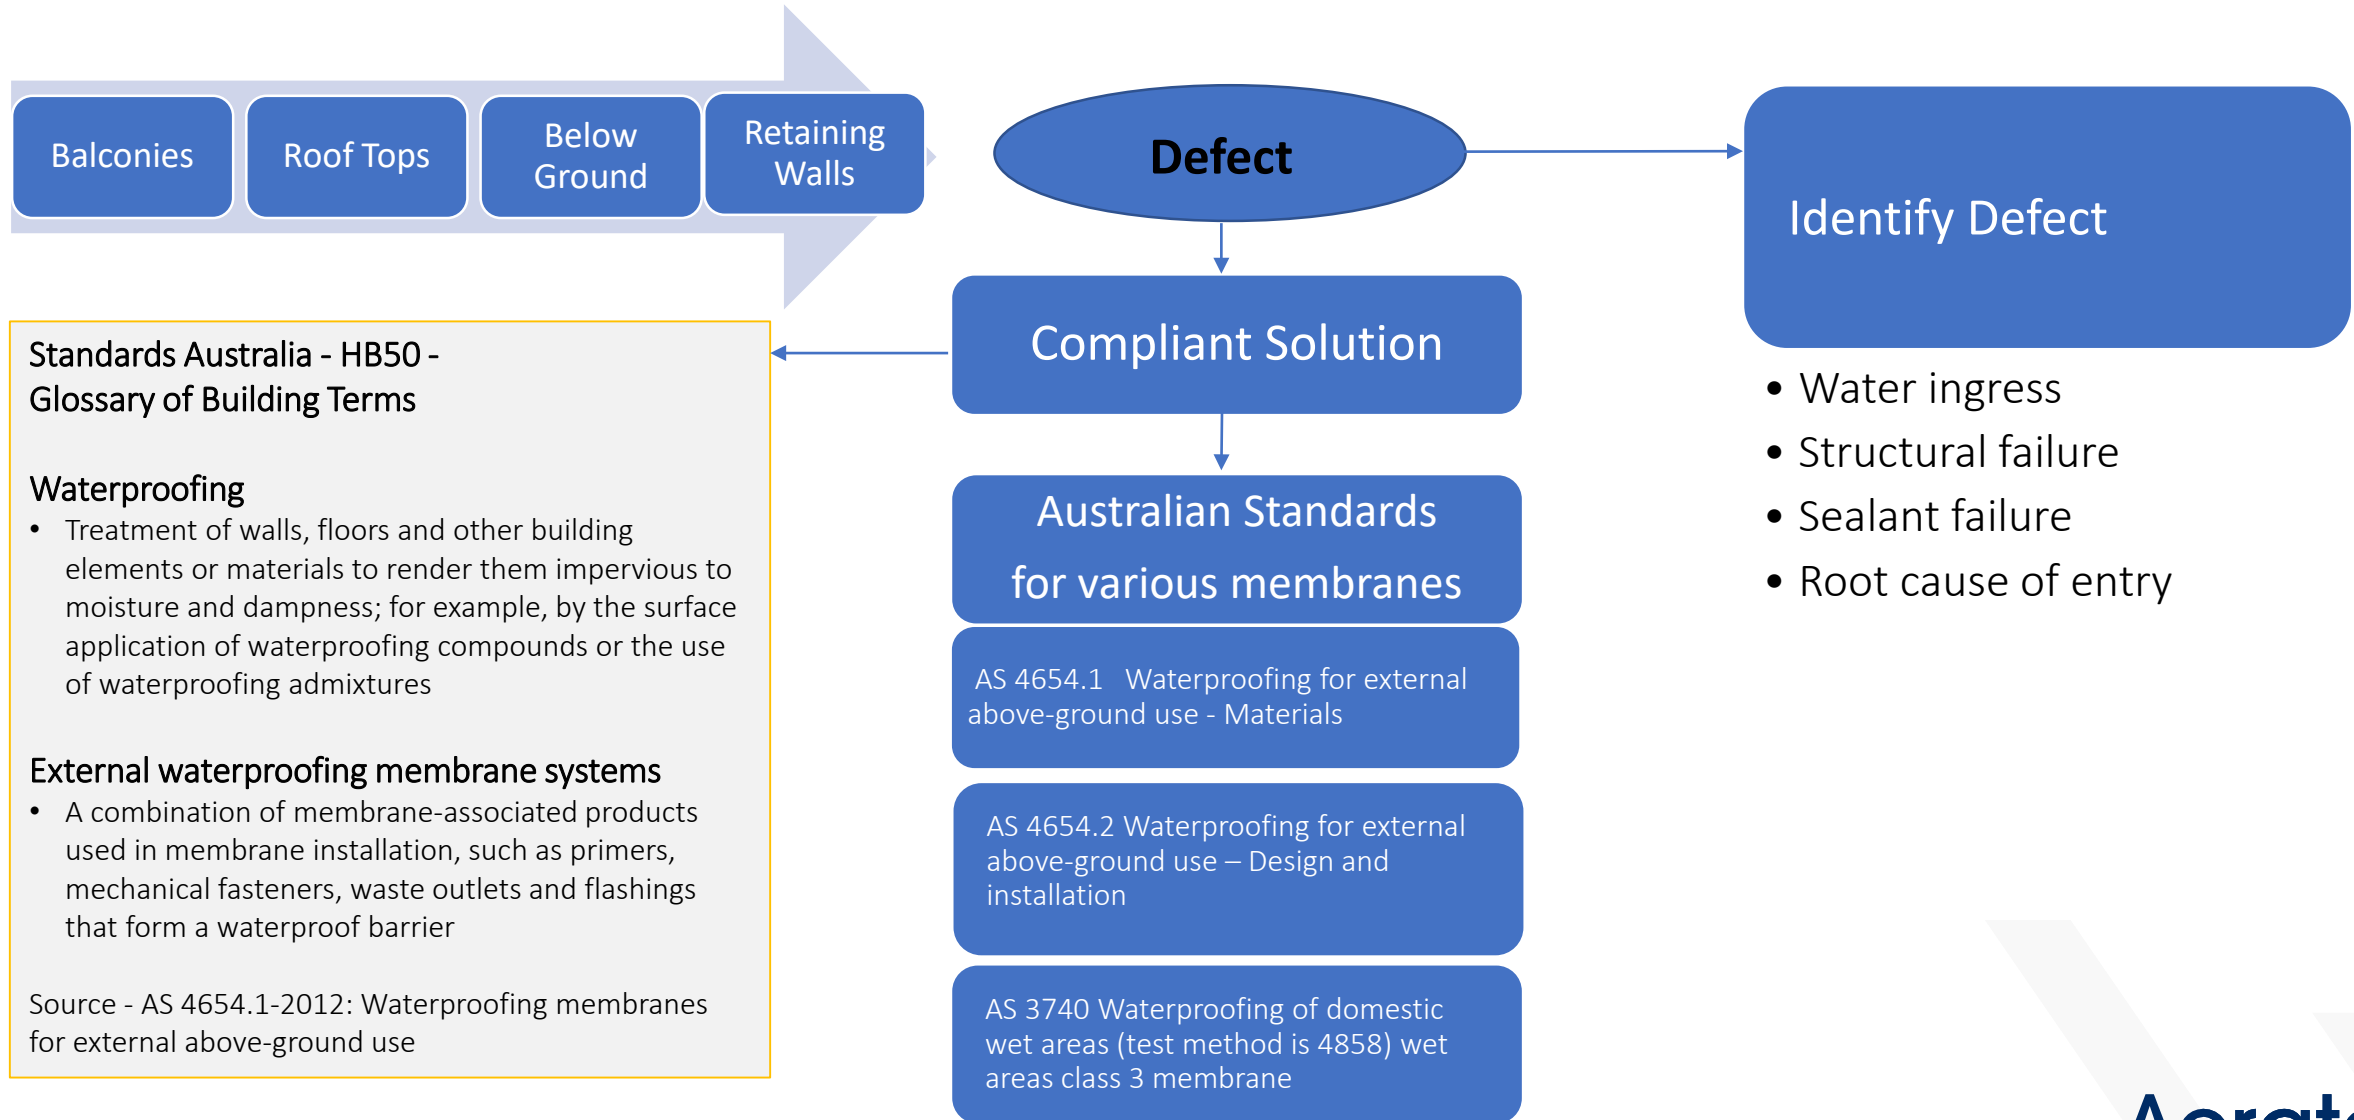 Balconies
Roof Tops
Below
Ground
Retaining
Walls
Defect
Identify Defect
• Water ingress
• Structural failure
• Sealant failure
• Root cause of entry
Compliant Solution
Australian Standards
for various membranes
AS 4654.1 Waterproofing for external
above-ground use - Materials
AS 4654.2 Waterproofing for external
above-ground use – Design and
installation
AS 3740 Waterproofing of domestic
wet areas (test method is 4858) wet
areas class 3 membrane
Standards Australia - HB50 -
Glossary of Building Terms
Waterproofing
• Treatment of walls, floors and other building
elements or materials to render them impervious to
moisture and dampness; for example, by the surface
application of waterproofing compounds or the use
of waterproofing admixtures
External waterproofing membrane systems
• A combination of membrane-associated products
used in membrane installation, such as primers,
mechanical fasteners, waste outlets and flashings
that form a waterproof barrier
Source - AS 4654.1-2012: Waterproofing membranes
for external above-ground use